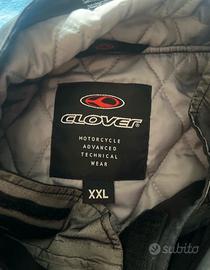 CLOVER®
MOTORCYCLE
ADVANCED
TECHNICAL
WEAR
XXL
subito